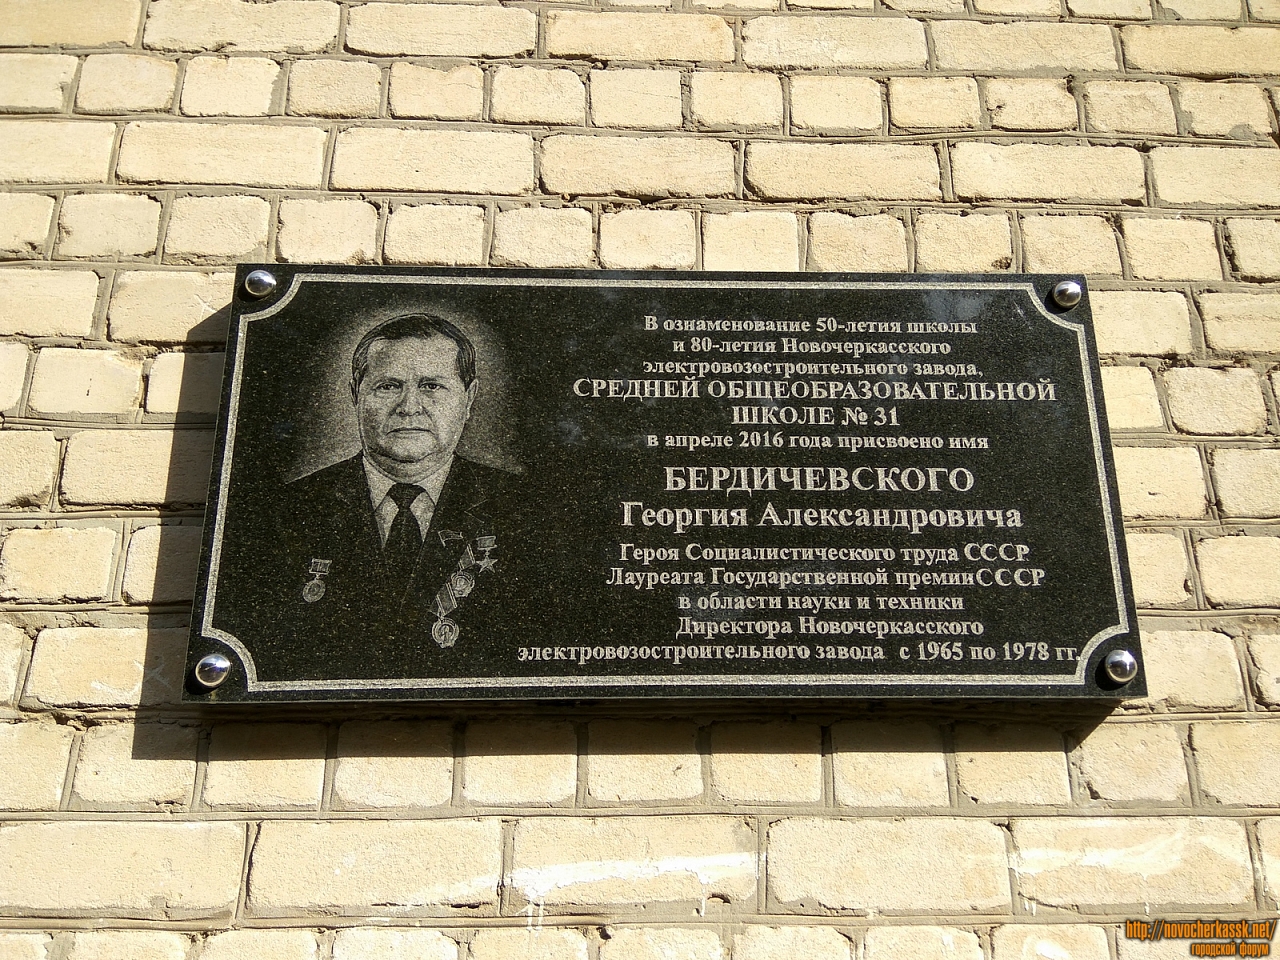 В ознаменование 50-летия школы
и 80-летия Новочеркасского
электровозостроительного завода,
СРЕДНЕЙ ОБЩЕОБРАЗОВАТЕЛЬНОЙ
ШКОЛЕ № 31
в апреле 2016 года присвоено имя
БЕРДИЧЕВСКОГО
Георгия Александровича
Героя Социалистического труда СССР
Лауреата Государственной премии СССР
в области науки и техники
Директора Новочеркасского
электровозостроительного завода с 1965 по 1978 гг.
http://novocherkassk.net/
городской форум